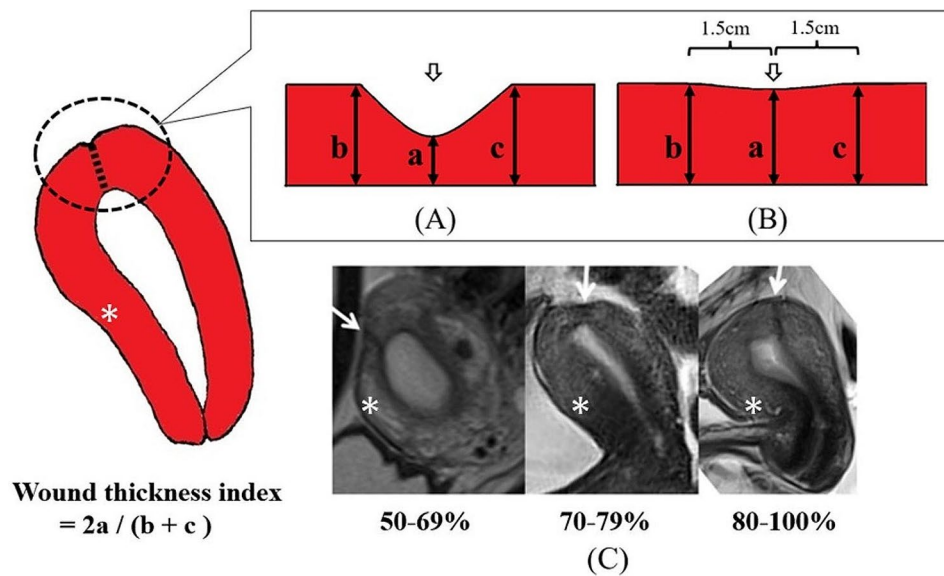 1.5cm 1.5cm
b a c b a c
(A) (B)
* * * *
Wound thickness index
= 2a / (b + c )
50-69% 70-79% 80-100%
(C)